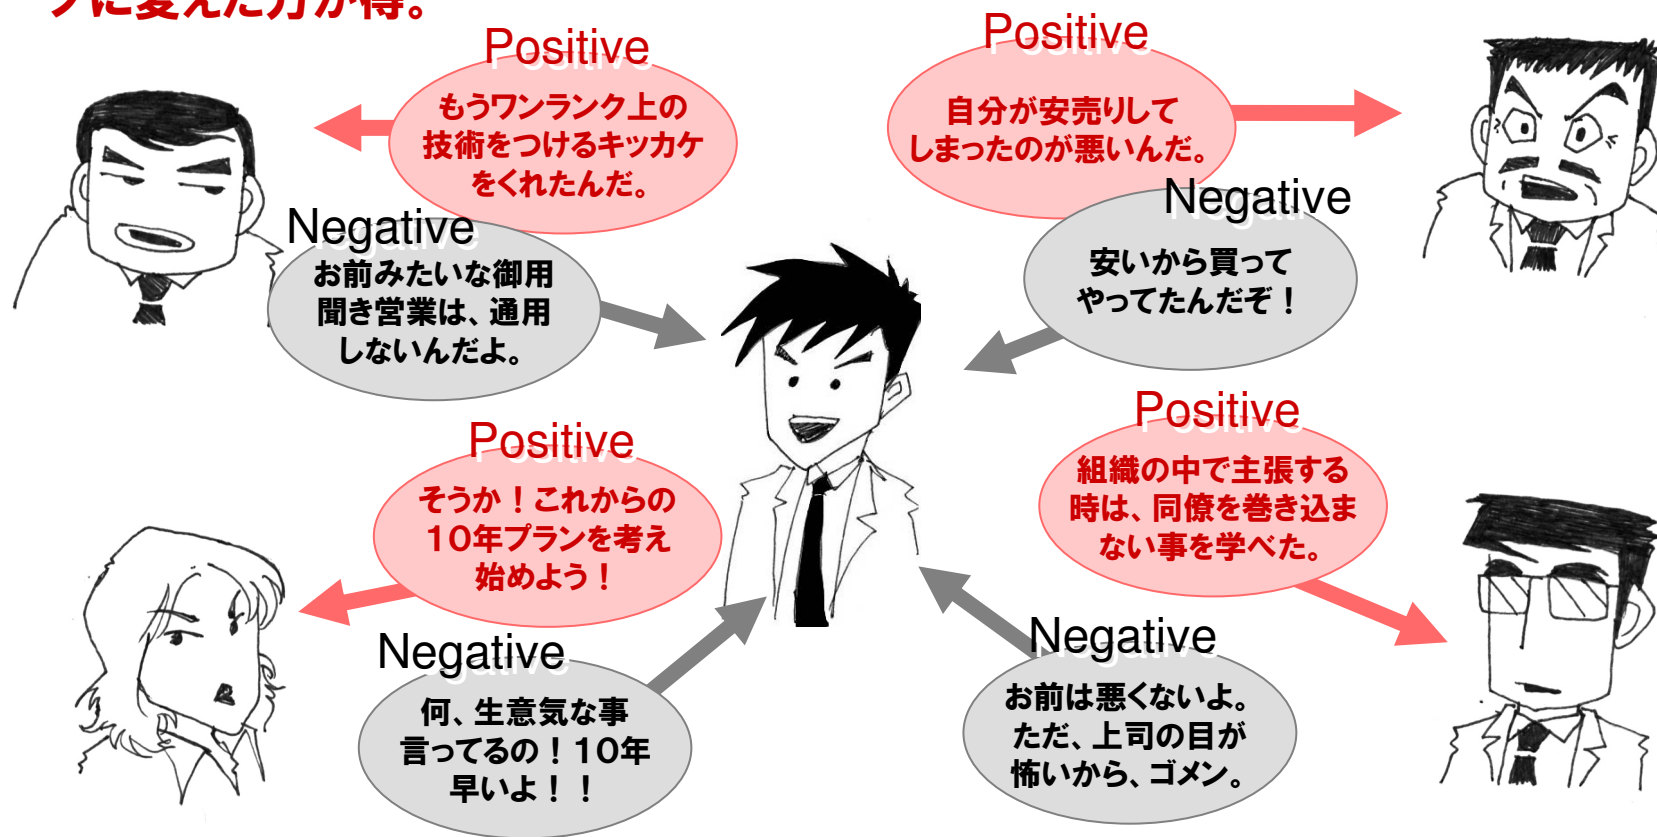 ブに変えた方が得。
Positive
もうワンランク上の
技術をつけるキッカケ
をくれたんだ。
Negative
お前みたいな御用
聞き営業は、通用
しないんだよ。
Positive
自分が安売りして
しまったのが悪いんだ。
Negative
安いから買って
やってたんだぞ！
Positive
そうか！これからの
１０年プランを考え
始めよう！
Negative
何、生意気な事
言ってるの！１０年
早いよ！！
Positive
組織の中で主張する
時は、同僚を巻き込ま
ない事を学べた。
Negative
お前は悪くないよ。
ただ、上司の目が
怖いから、ゴメン。